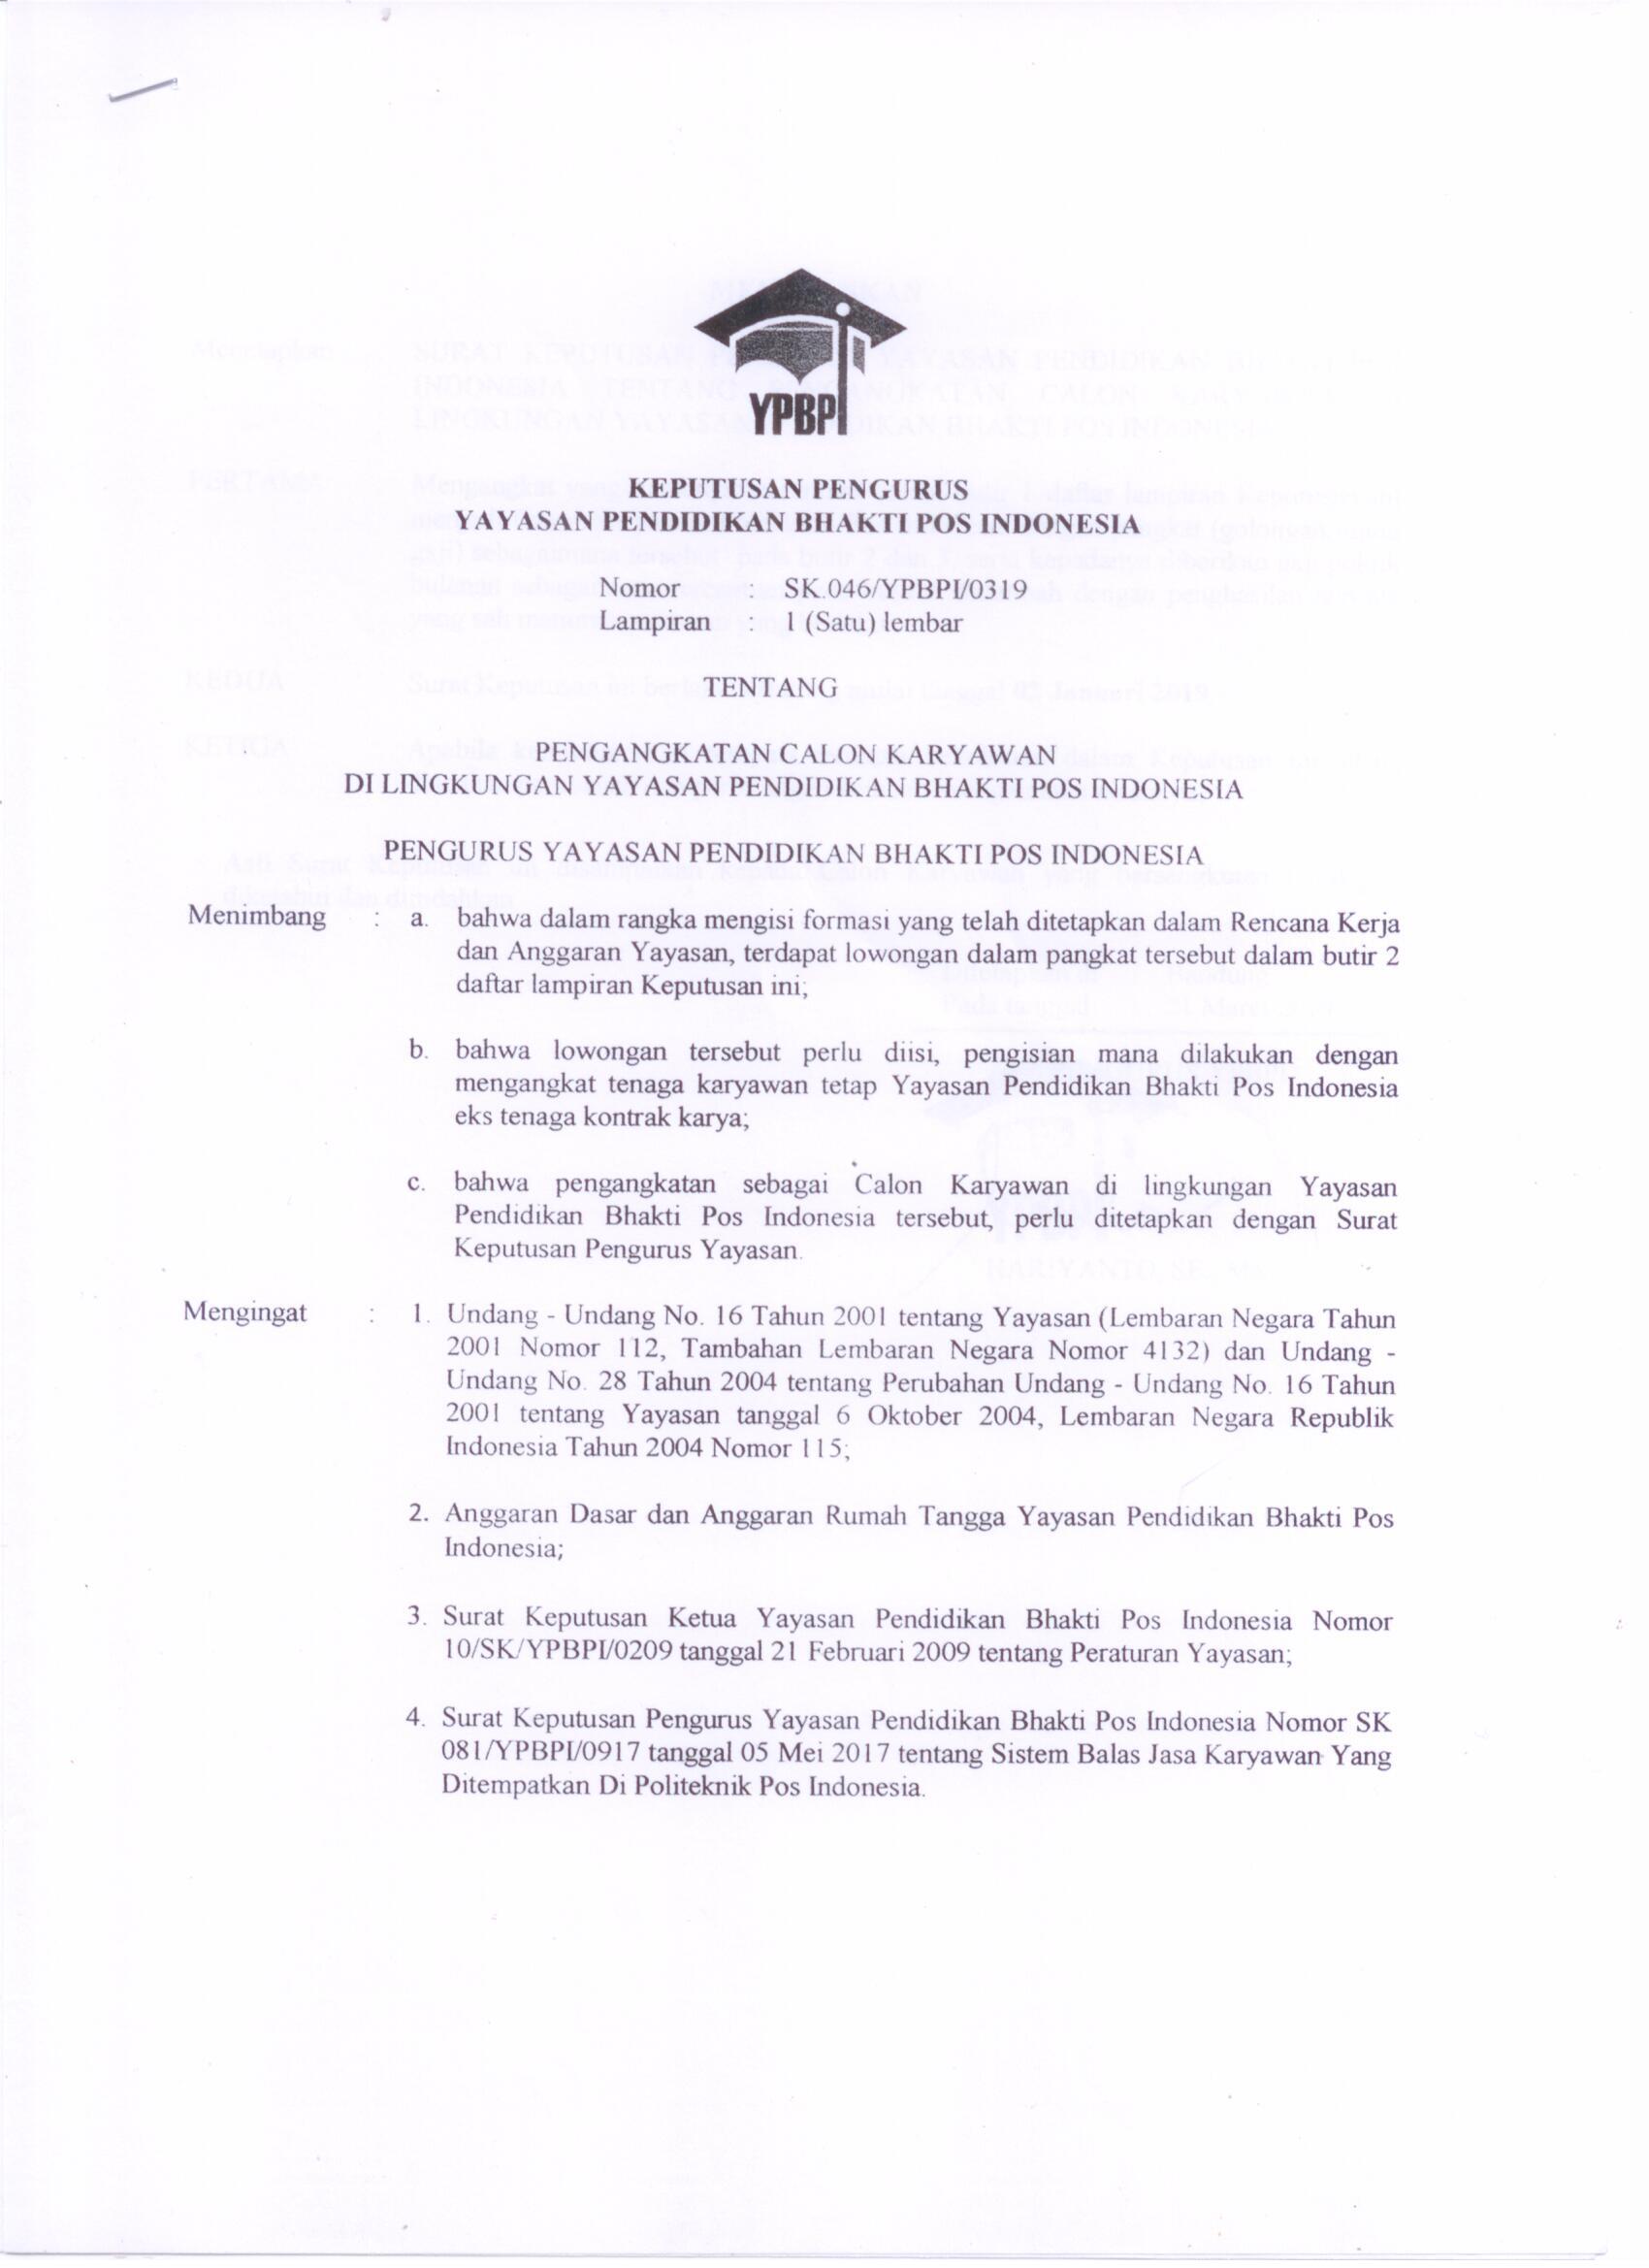 YPBPI
KEPUTUSAN PENGURUS
YAYASAN PENDIDIKAN BHAKTI POS INDONESIA
Nomor : SK.046/YPBPI/0319
Lampiran : 1 (Satu) lembar
TENTANG
PENGANGKATAN CALON KARYAWAN
DI LINGKUNGAN YAYASAN PENDIDIKAN BHAKTI POS INDONESIA
PENGURUS YAYASAN PENDIDIKAN BHAKTI POS INDONESIA
Menimbang : a. bahwa dalam rangka mengisi formasi yang telah ditetapkan dalam Rencana Kerja
dan Anggaran Yayasan, terdapat lowongan dalam pangkat tersebut dalam butir 2
daftar lampiran Keputusan ini;
b. bahwa lowongan tersebut perlu diisi, pengisian mana dilakukan dengan
mengangkat tenaga karyawan tetap Yayasan Pendidikan Bhakti Pos Indonesia
eks tenaga kontrak karya;
c. bahwa pengangkatan sebagai Calon Karyawan di lingkungan Yayasan
Pendidikan Bhakti Pos Indonesia tersebut, perlu ditetapkan dengan Surat
Keputusan Pengurus Yayasan.
Mengingat : 1. Undang - Undang No. 16 Tahun 2001 tentang Yayasan (Lembaran Negara Tahun
2001 Nomor 112, Tambahan Lembaran Negara Nomor 4132) dan Undang -
Undang No. 28 Tahun 2004 tentang Perubahan Undang - Undang No. 16 Tahun
2001 tentang Yayasan tanggal 6 Oktober 2004, Lembaran Negara Republik
Indonesia Tahun 2004 Nomor 115;
2. Anggaran Dasar dan Anggaran Rumah Tangga Yayasan Pendidikan Bhakti Pos
Indonesia;
3. Surat Keputusan Ketua Yayasan Pendidikan Bhakti Pos Indonesia Nomor
10/SK/YPBPI/0209 tanggal 21 Februari 2009 tentang Peraturan Yayasan;
4. Surat Keputusan Pengurus Yayasan Pendidikan Bhakti Pos Indonesia Nomor SK
081/YPBPI/0917 tanggal 05 Mei 2017 tentang Sistem Balas Jasa Karyawan Yang
Ditempatkan Di Politeknik Pos Indonesia.